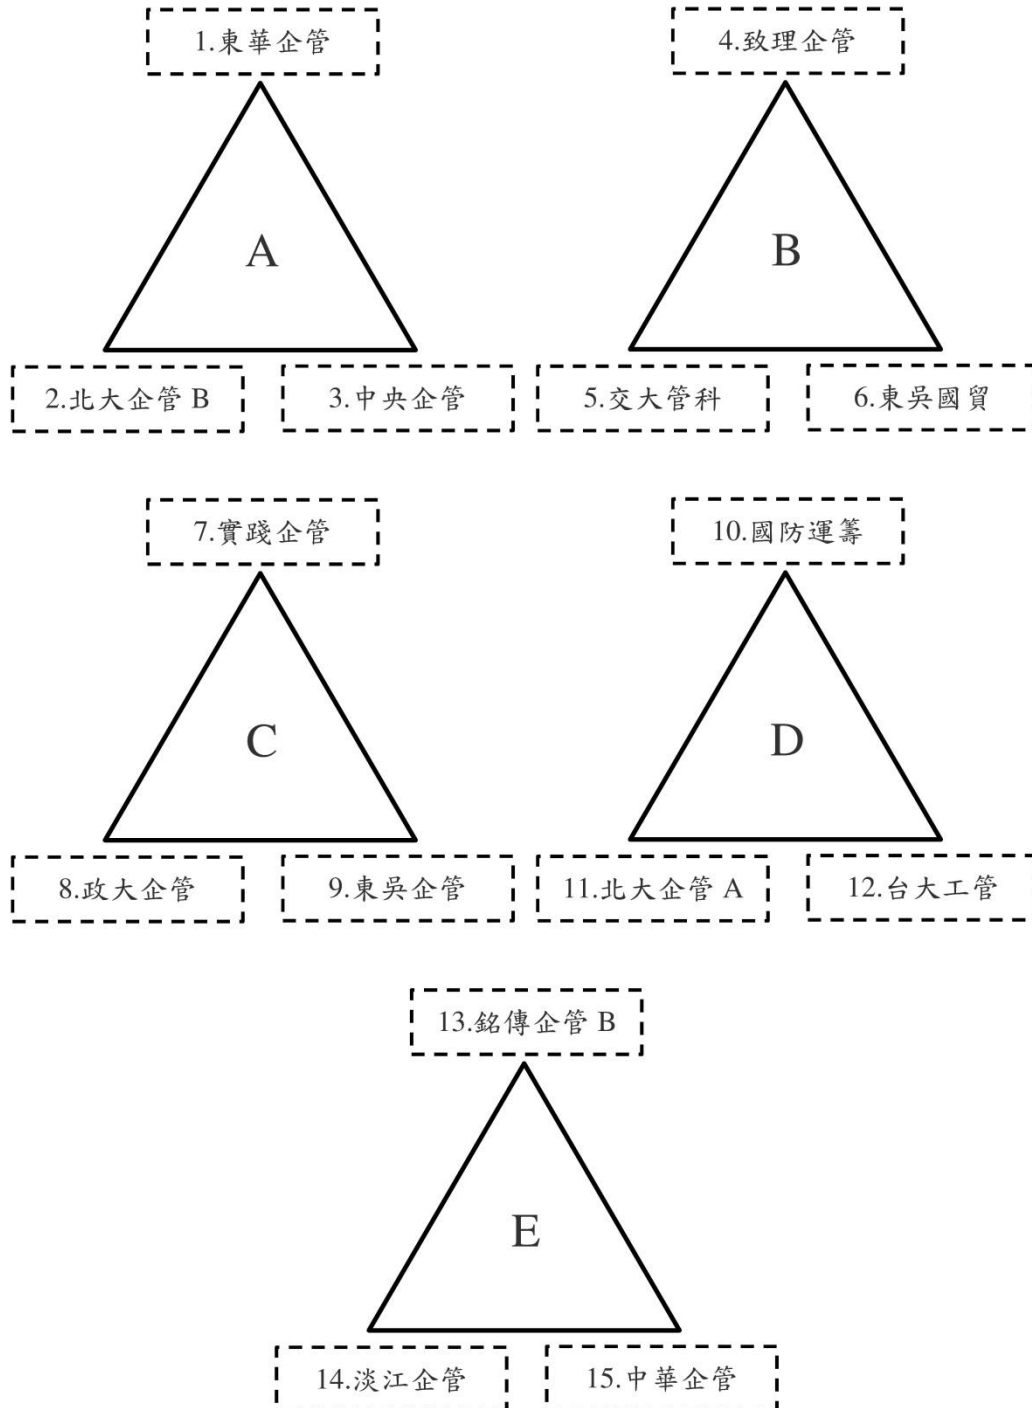 1.東華企管
4.致理企管
A
B
2.北大企管 B
3.中央企管
5.交大管科
6.東吳國貿
7.實踐企管
10.國防運籌
C
D
8.政大企管
9.東吳企管
11.北大企管 A
12.台大工管
13.銘傳企管 B
E
14.淡江企管
15.中華企管